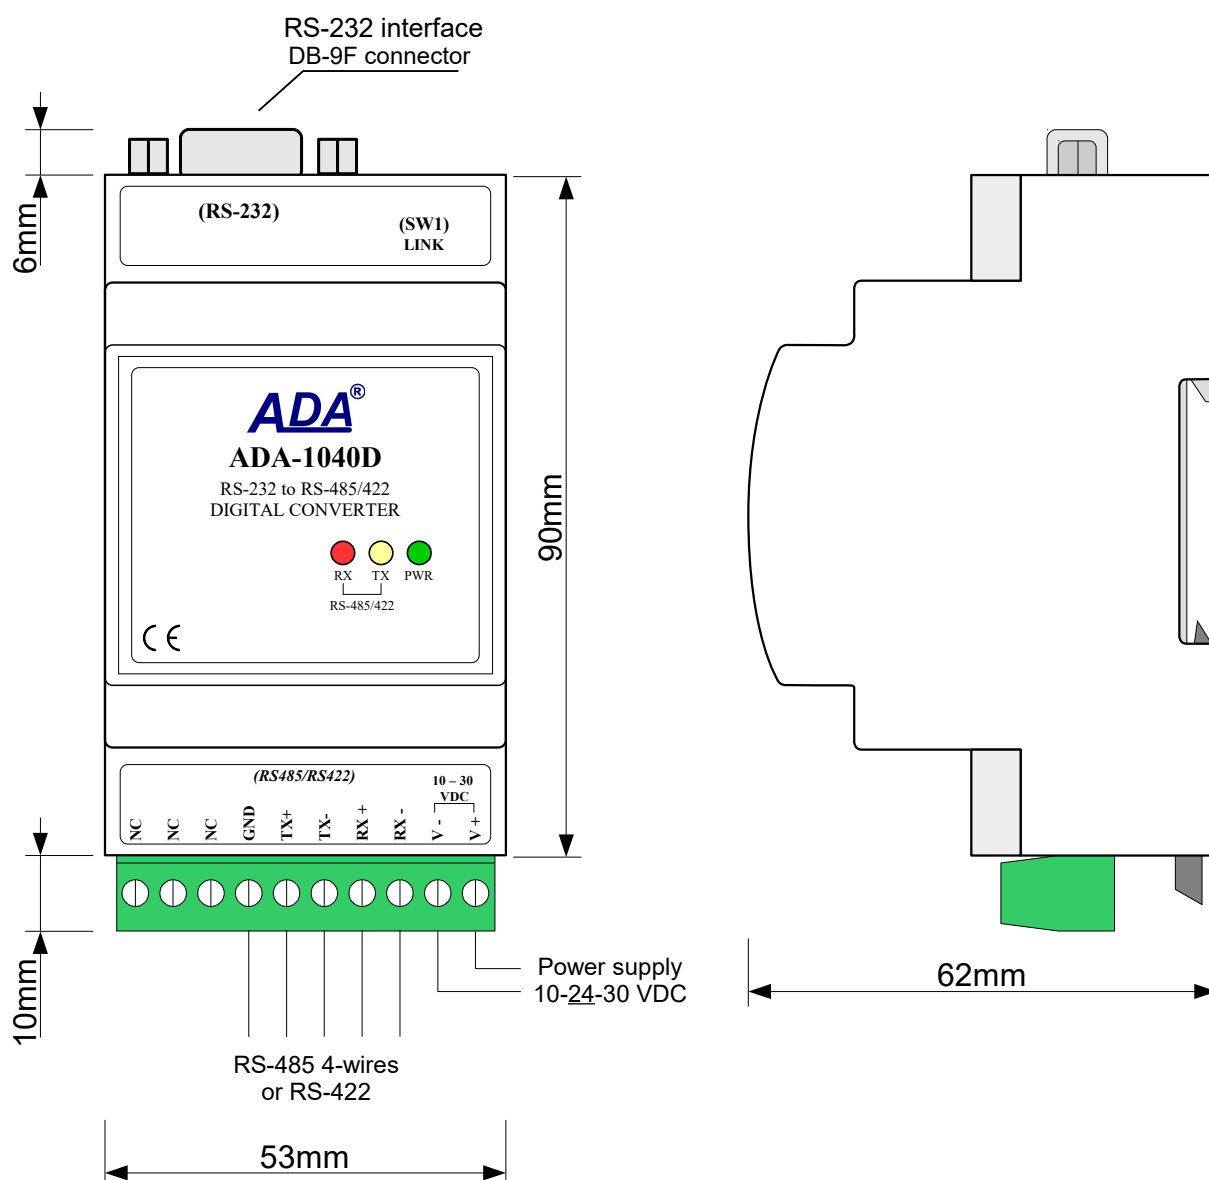 RS-232 interface
DB-9F connector
6mm
(RS-232)
(SW1)
LINK
ADA®
ADA-1040D
RS-232 to RS-485/422
DIGITAL CONVERTER
RX TX PWR
RS-485/422
CE
90mm
(RS485/RS422)
10 – 30
VDC
NC NC NC GND TX+ TX- RX + RX - V - V +
10mm
Power supply
10-24-30 VDC
62mm
RS-485 4-wires
or RS-422
53mm